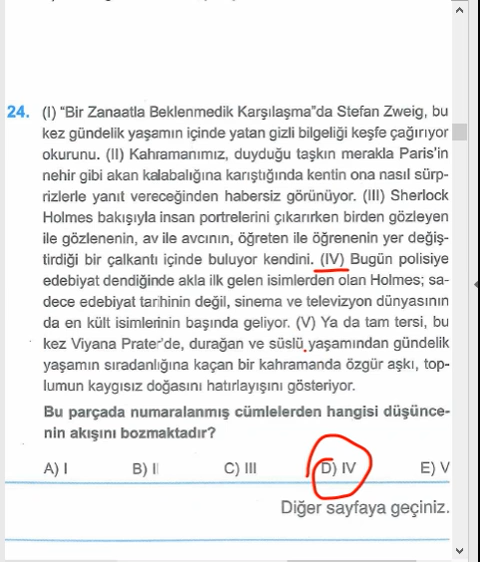 24. (I) "Bir Zanaatla Beklenmedik Karşılaşma"da Stefan Zweig, bu
kez gündelik yaşamın içinde yatan gizli bilgeliği keşfe çağırıyor
okurunu. (II) Kahramanımız, duyduğu taşkın merakla Paris'in
nehir gibi akan kalabalığına karıştığında kentin ona nasıl sürp-
rizlerle yanıt vereceğinden habersiz görünüyor. (III) Sherlock
Holmes bakışıyla insan portrelerini çıkarırken birden gözleyen
ile gözlenenin, av ile avcının, öğreten ile öğrenenin yer değiş-
tirdiği bir çalkantı içinde buluyor kendini. (IV) Bugün polisiye
edebiyat dendiğinde akla ilk gelen isimlerden olan Holmes; sa-
dece edebiyat tarihinin değil, sinema ve televizyon dünyasının
da en kült isimlerinin başında geliyor. (V) Ya da tam tersi, bu
kez Viyana Prater'de, durağan ve süslü yaşamından gündelik
yaşamın sıradanlığına kaçan bir kahramanda özgür aşkı, top-
lumun kaygısız doğasını hatırlayışını gösteriyor.
Bu parçada numaralanmış cümlelerden hangisi düşünce-
nin akışını bozmaktadır?
A) I B) II C) III D) IV E) V
Diğer sayfaya geçiniz.